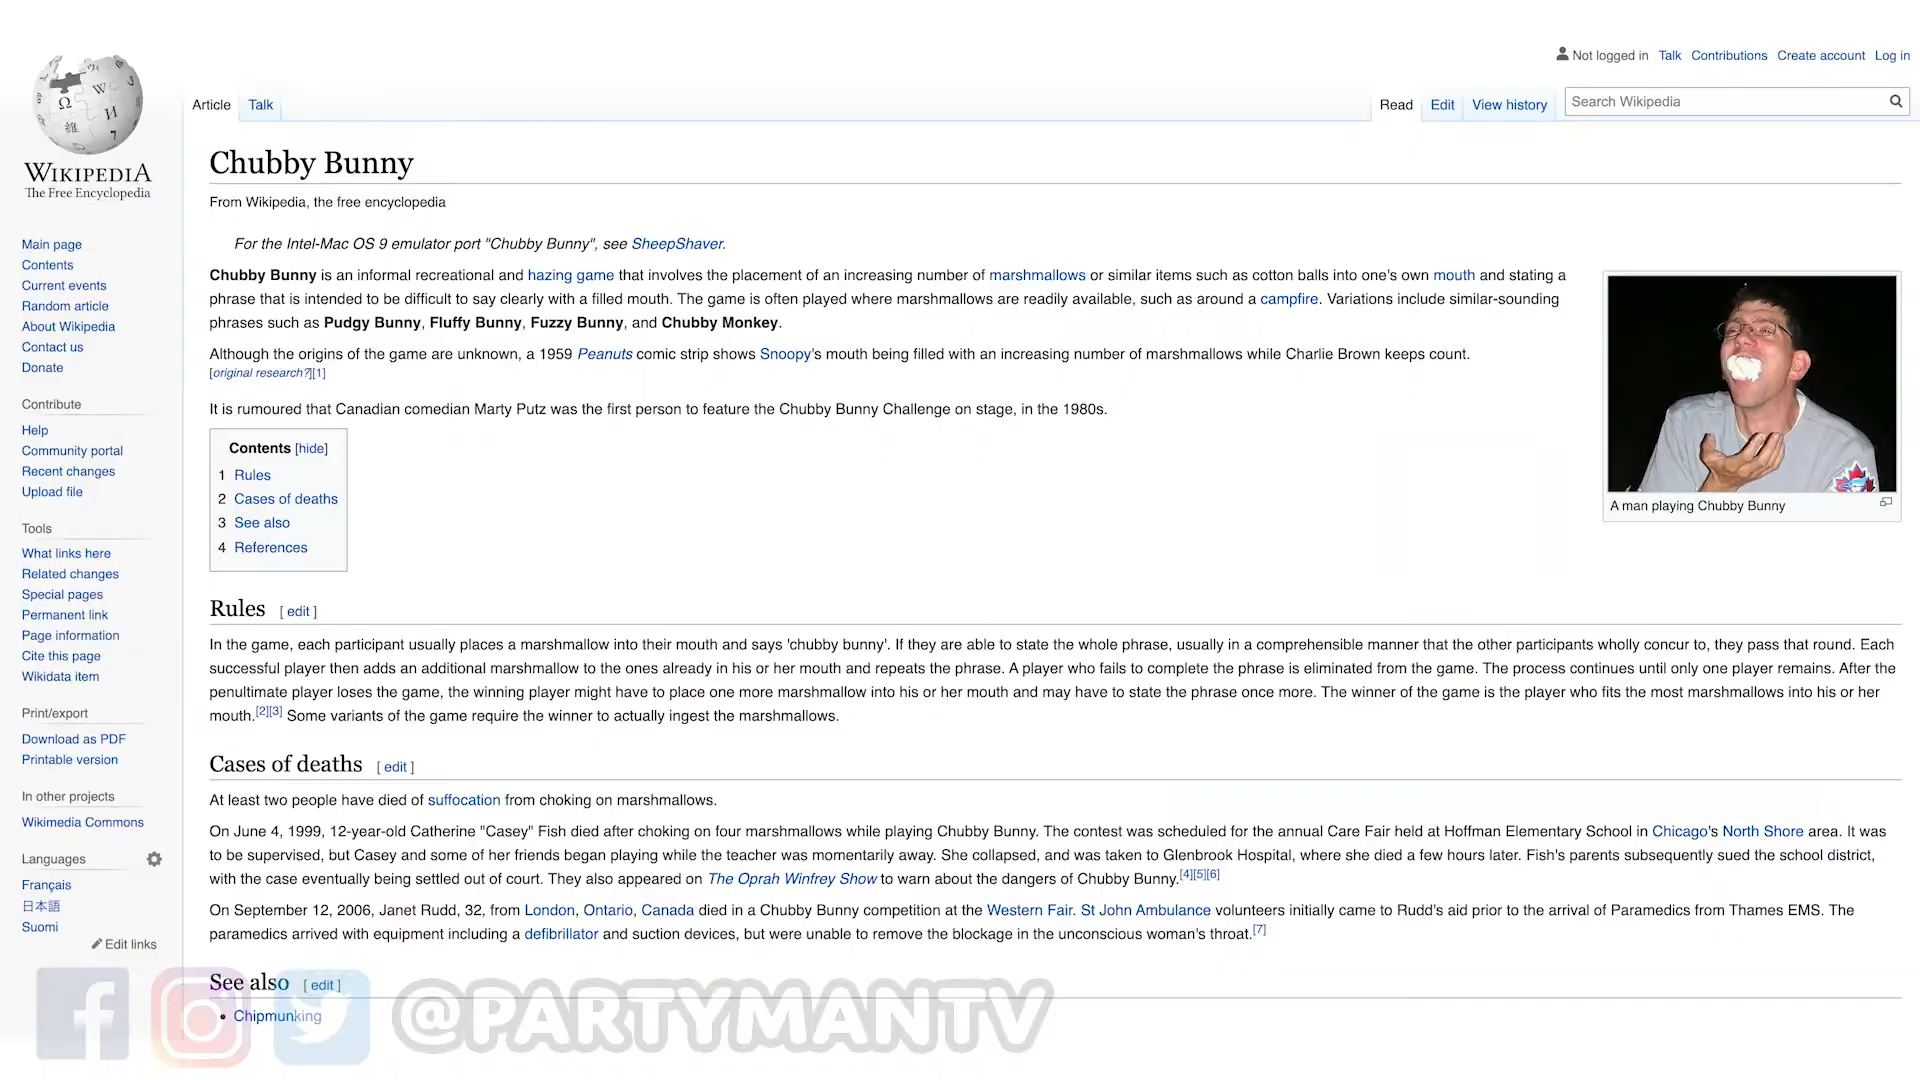 Not logged in Talk Contributions Create account Log in
Article Talk Read Edit View history Search Wikipedia
WIKIPEDIA
The Free Encyclopedia
Main page
Contents
Current events
Random article
About Wikipedia
Contact us
Donate
Contribute
Help
Community portal
Recent changes
Upload file
Tools
What links here
Related changes
Special pages
Permanent link
Page information
Cite this page
Wikidata item
Print/export
Download as PDF
Printable version
In other projects
Wikimedia Commons
Languages
Français
日本語
Suomi
Edit links
Chubby Bunny
From Wikipedia, the free encyclopedia
For the Intel-Mac OS 9 emulator port "Chubby Bunny", see SheepShaver.
Chubby Bunny is an informal recreational and hazing game that involves the placement of an increasing number of marshmallows or similar items such as cotton balls into one's own mouth and stating a
phrase that is intended to be difficult to say clearly with a filled mouth. The game is often played where marshmallows are readily available, such as around a campfire. Variations include similar-sounding
phrases such as Pudgy Bunny, Fluffy Bunny, Fuzzy Bunny, and Chubby Monkey.
Although the origins of the game are unknown, a 1959 Peanuts comic strip shows Snoopy's mouth being filled with an increasing number of marshmallows while Charlie Brown keeps count.
[original research?][1]
It is rumoured that Canadian comedian Marty Putz was the first person to feature the Chubby Bunny Challenge on stage, in the 1980s.
A man playing Chubby Bunny
Contents [hide]
1 Rules
2 Cases of deaths
3 See also
4 References
Rules [ edit ]
In the game, each participant usually places a marshmallow into their mouth and says 'chubby bunny'. If they are able to state the whole phrase, usually in a comprehensible manner that the other participants wholly concur to, they pass that round. Each
successful player then adds an additional marshmallow to the ones already in his or her mouth and repeats the phrase. A player who fails to complete the phrase is eliminated from the game. The process continues until only one player remains. After the
penultimate player loses the game, the winning player might have to place one more marshmallow into his or her mouth and may have to state the phrase once more. The winner of the game is the player who fits the most marshmallows into his or her
mouth.[2][3] Some variants of the game require the winner to actually ingest the marshmallows.
Cases of deaths [ edit ]
At least two people have died of suffocation from choking on marshmallows.
On June 4, 1999, 12-year-old Catherine "Casey" Fish died after choking on four marshmallows while playing Chubby Bunny. The contest was scheduled for the annual Care Fair held at Hoffman Elementary School in Chicago's North Shore area. It was
to be supervised, but Casey and some of her friends began playing while the teacher was momentarily away. She collapsed, and was taken to Glenbrook Hospital, where she died a few hours later. Fish's parents subsequently sued the school district,
with the case eventually being settled out of court. They also appeared on The Oprah Winfrey Show to warn about the dangers of Chubby Bunny.[4][5][6]
On September 12, 2006, Janet Rudd, 32, from London, Ontario, Canada died in a Chubby Bunny competition at the Western Fair. St John Ambulance volunteers initially came to Rudd's aid prior to the arrival of Paramedics from Thames EMS. The
paramedics arrived with equipment including a defibrillator and suction devices, but were unable to remove the blockage in the unconscious woman's throat.[7]
See also [ edit ]
Chipmunking
@PARTYMANTV